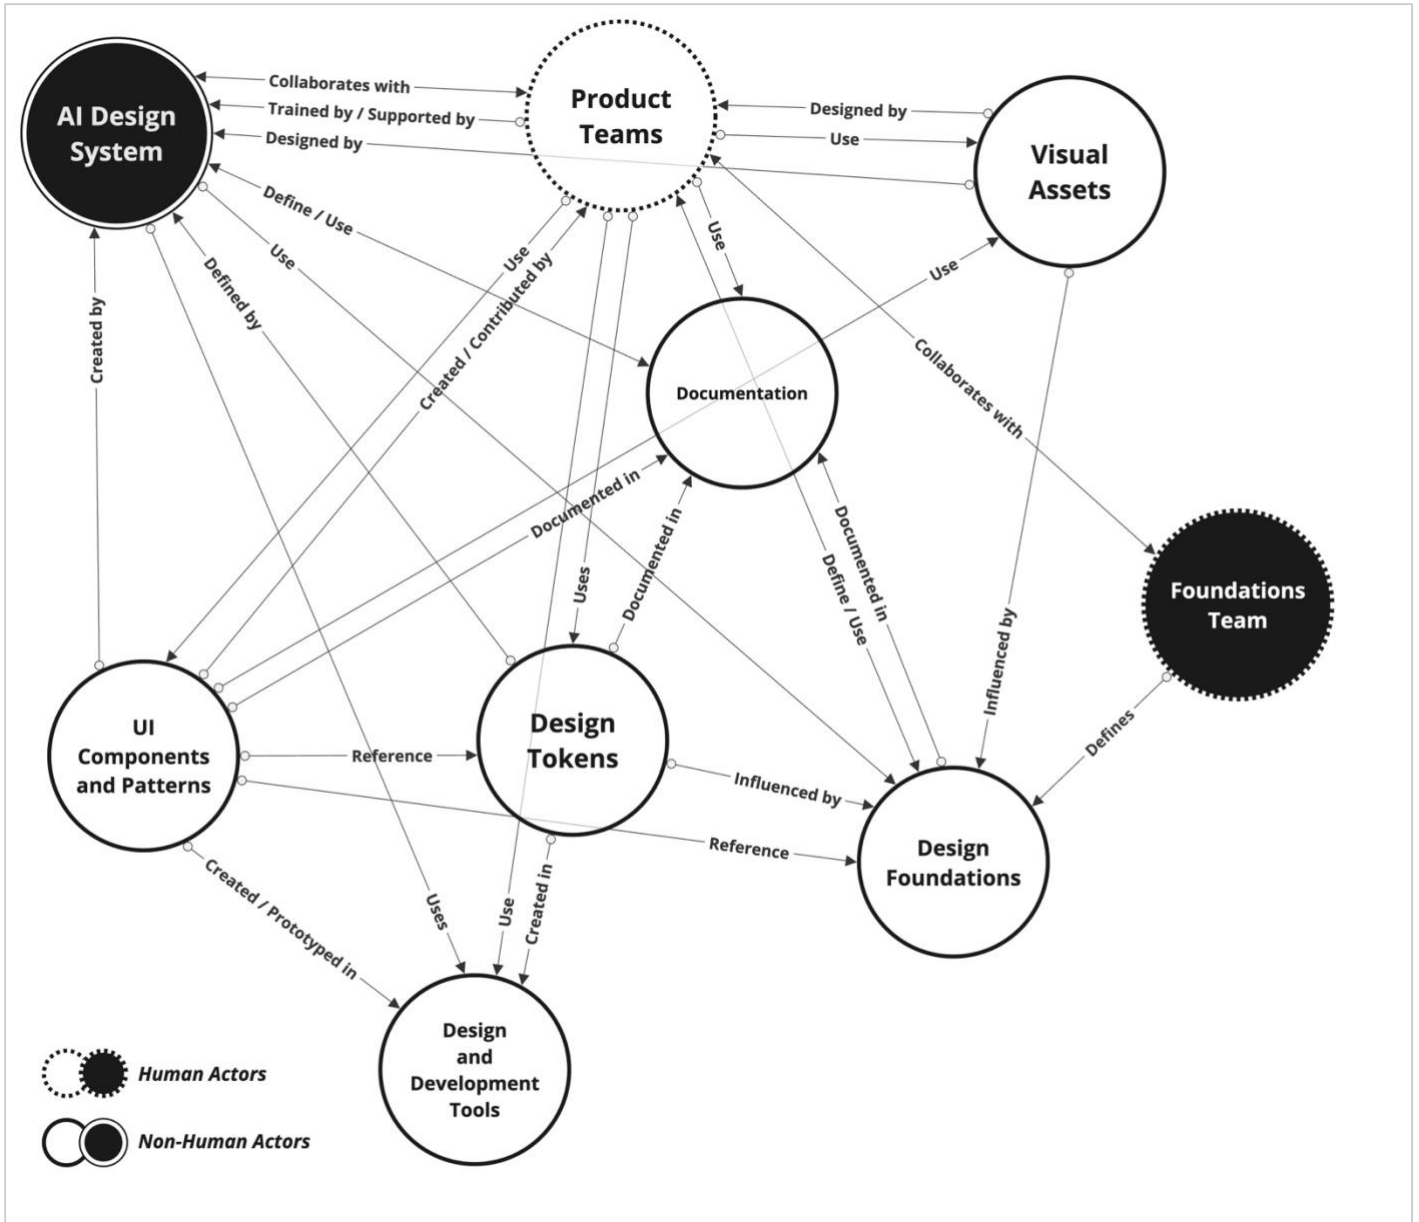 AI Design
System
Collaborates with
Trained by / Supported by
Designed by
Product
Teams
Designed by
Use
Visual
Assets
Define / Use
Use
Defined by
Created by
Use
Created / Contributed by
Use
Use
Collaborates with
Documentation
Documented in
Documented in
Uses
Documented in
Define / Use
Influenced by
Foundations
Team
Defines
UI
Components
and Patterns
Reference
Design
Tokens
Influenced by
Reference
Design
Foundations
Created / Prototyped in
Uses
Use
Created in
Design
and
Development
Tools
Human Actors
Non-Human Actors